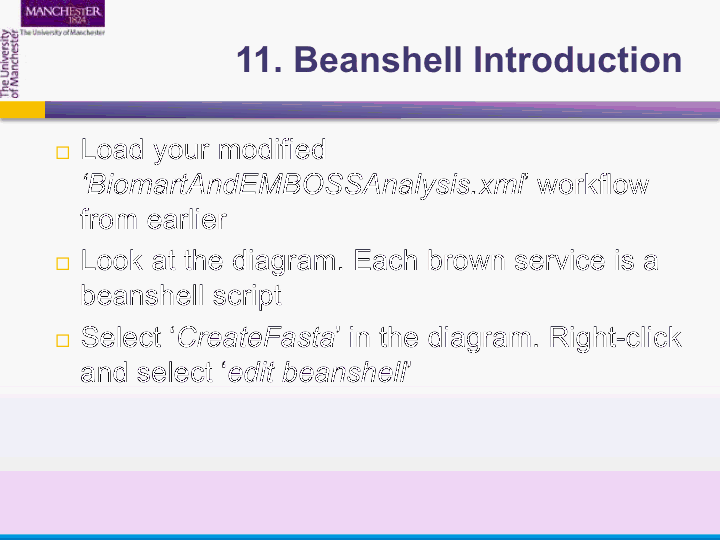 MANCHESTER
1824
The University of Manchester
The University
of Manchester
11. Beanshell Introduction
Load your modified
‘BiomartAndEMBOSSAnalysis.xml’ workflow
from earlier
Look at the diagram. Each brown service is a
beanshell script
Select ‘CreateFasta’ in the diagram. Right-click
and select ‘edit beanshell’